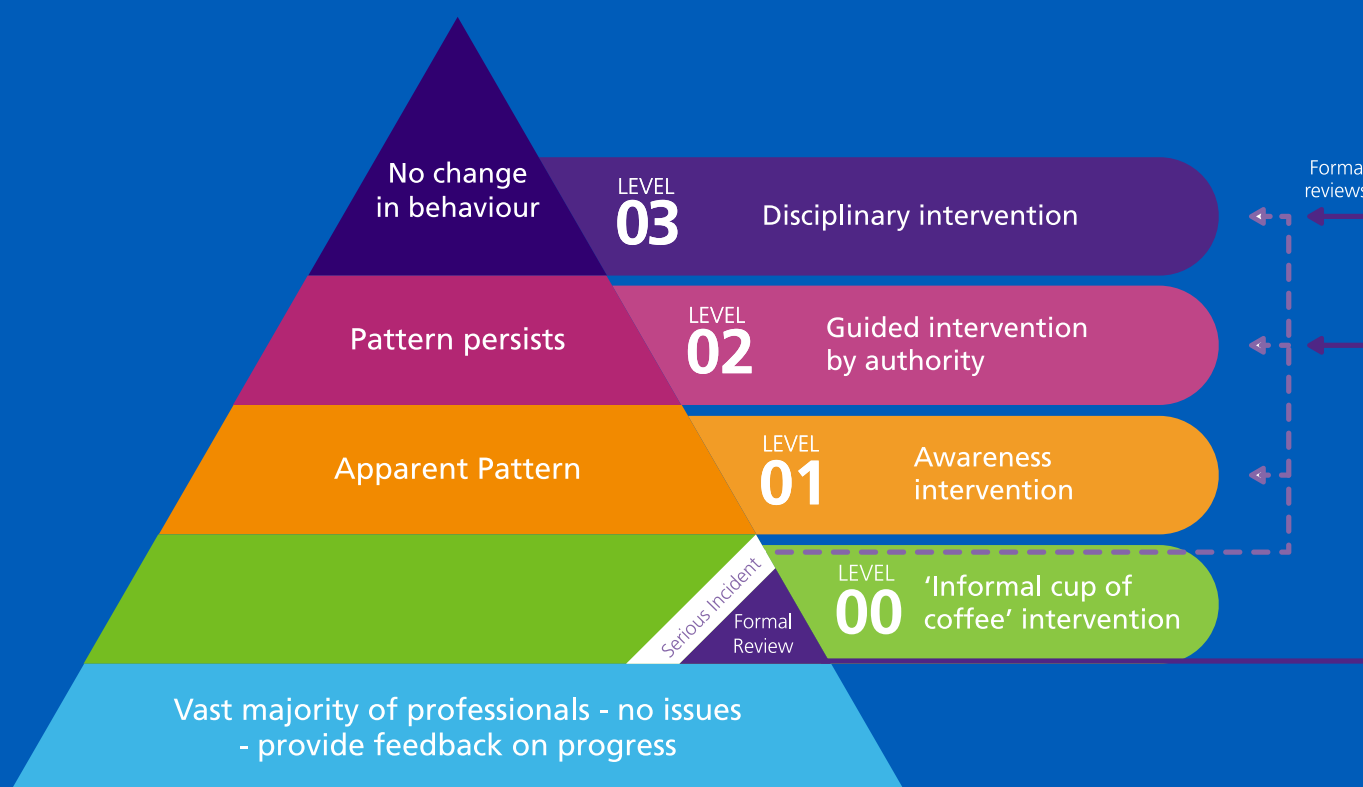 No change
in behaviour
LEVEL
03
Disciplinary intervention
Formal
reviews
Pattern persists
LEVEL
02
Guided intervention
by authority
Apparent Pattern
LEVEL
01
Awareness
intervention
Serious Incident
Formal
Review
LEVEL
00
‘Informal cup of
coffee’ intervention
Vast majority of professionals - no issues
- provide feedback on progress